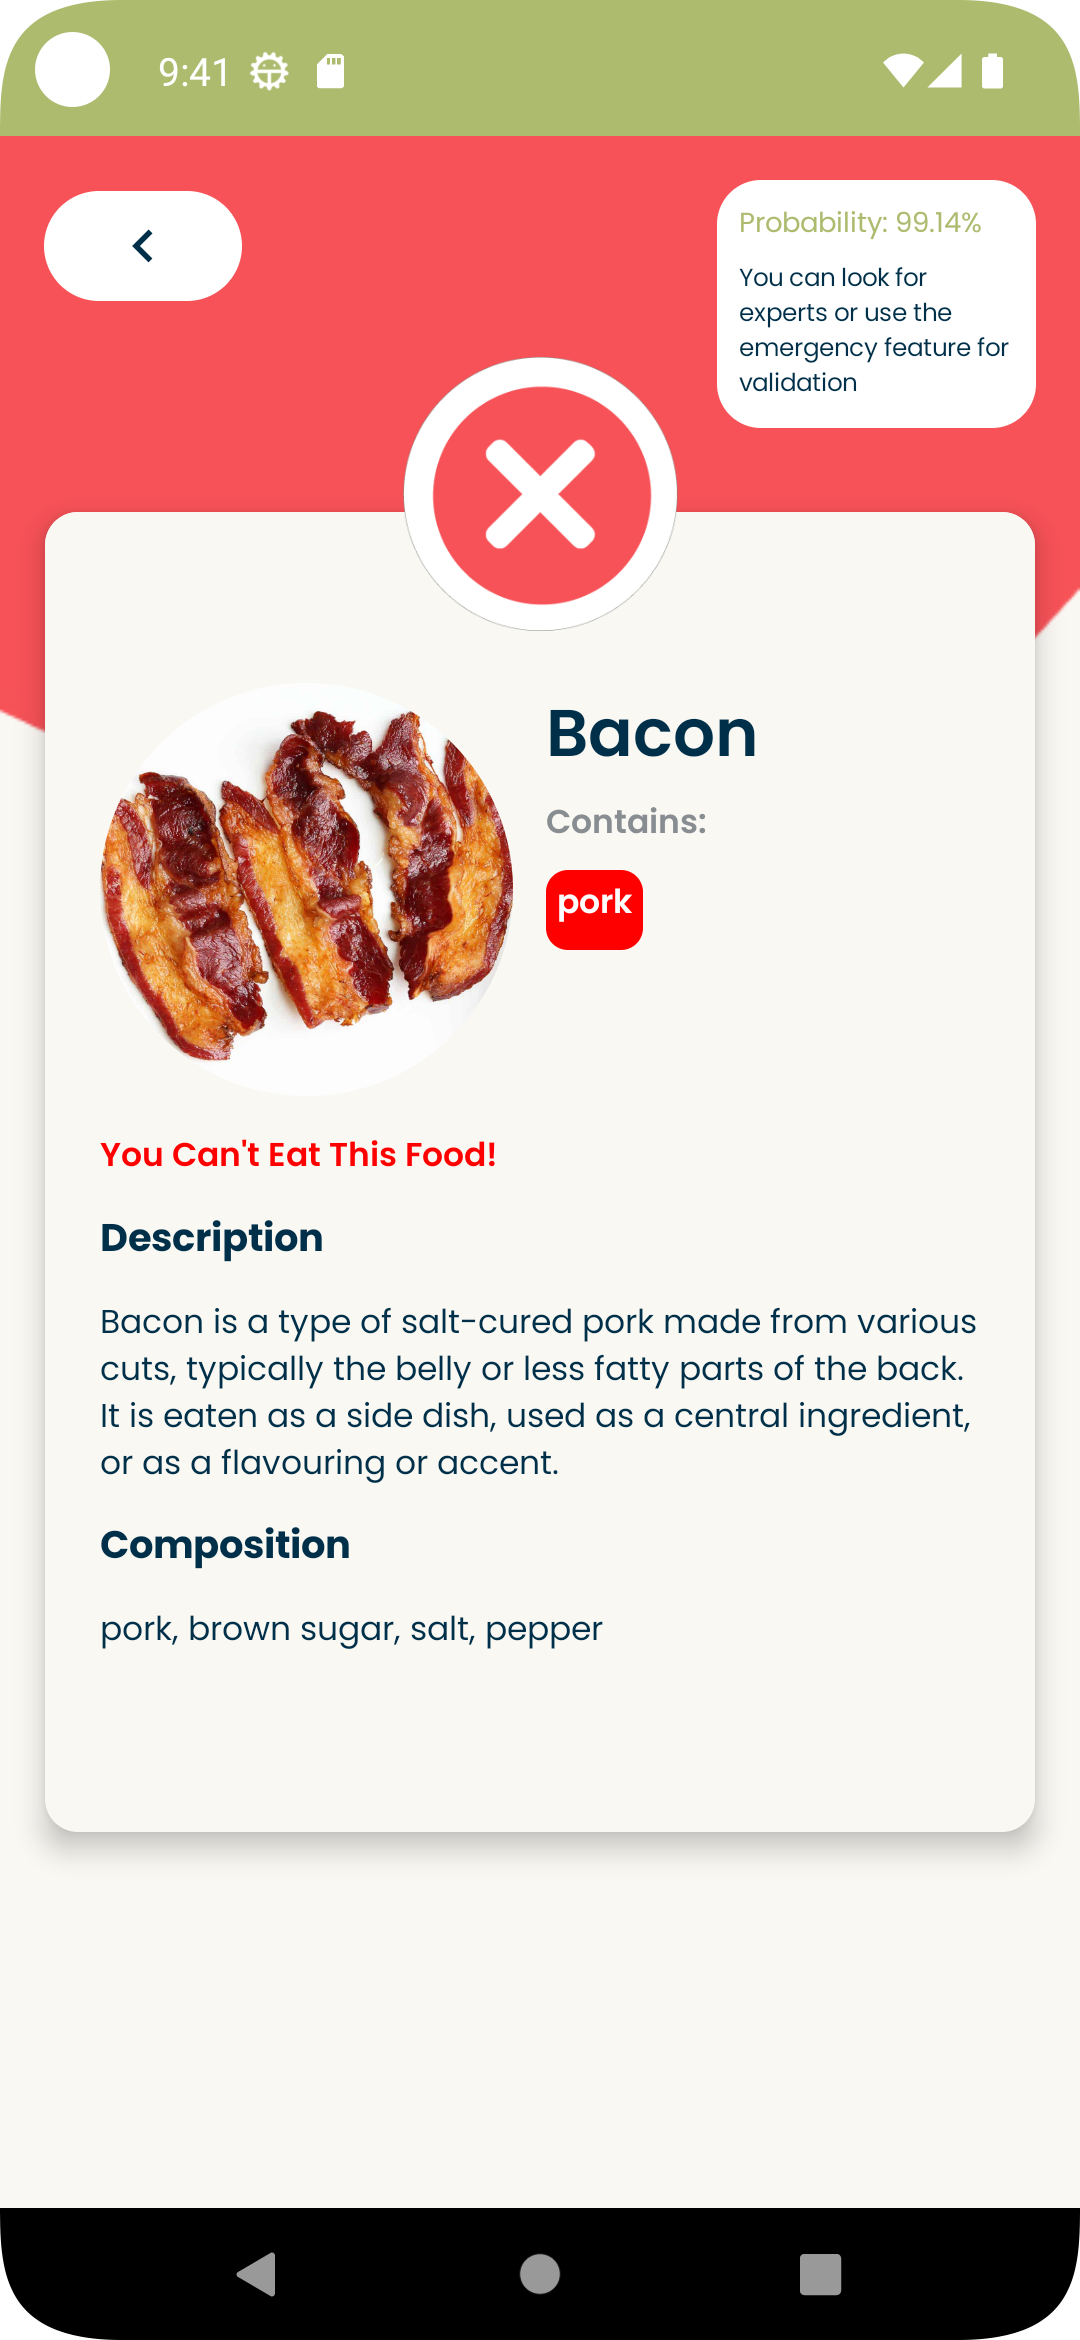 9:41
Probability: 99.14%
You can look for
experts or use the
emergency feature for
validation
Bacon
Contains:
pork
You Can't Eat This Food!
Description
Bacon is a type of salt-cured pork made from various
cuts, typically the belly or less fatty parts of the back.
It is eaten as a side dish, used as a central ingredient,
or as a flavouring or accent.
Composition
pork, brown sugar, salt, pepper